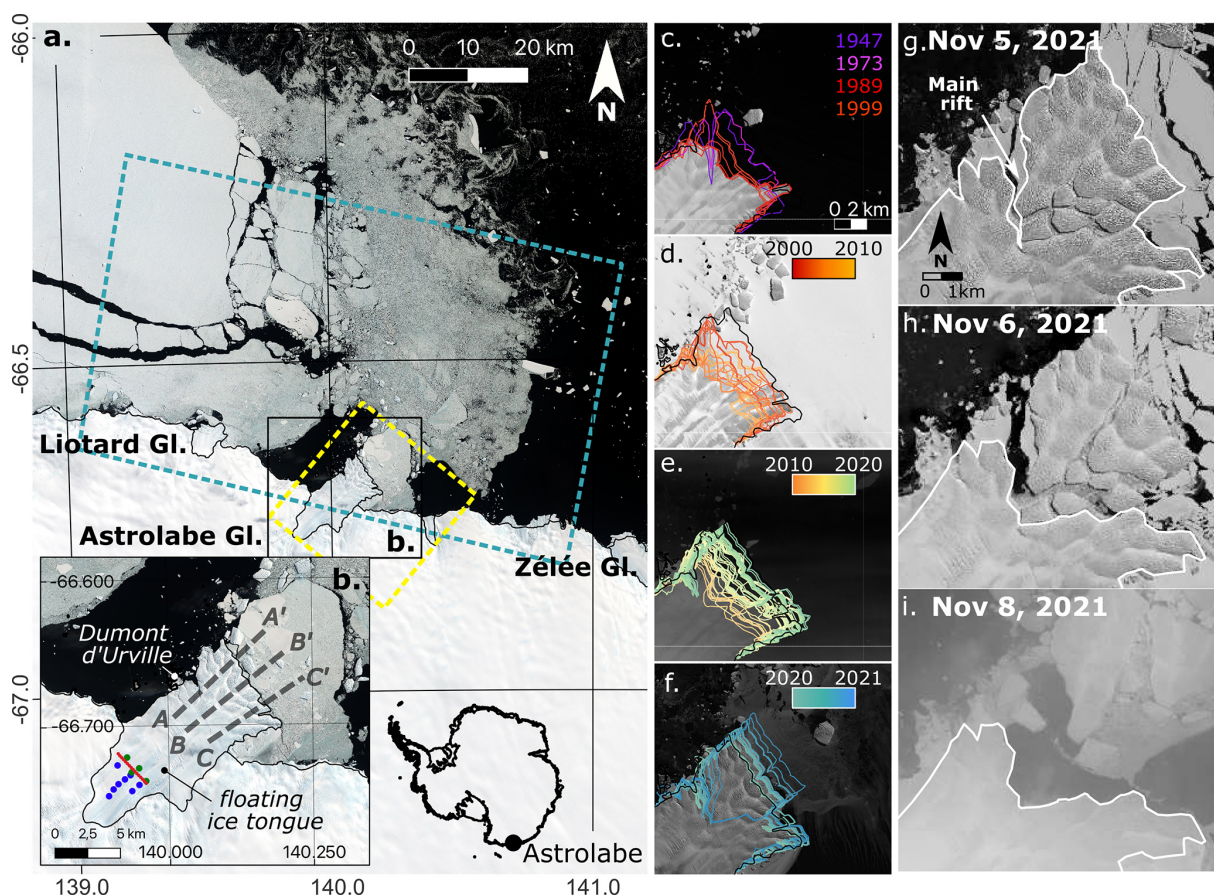 a.
-66.0
-66.5
-67.0
139.0
140.0
141.0
0 10 20 km
N
Liotard Gl.
Astrolabe Gl.
b.
Zélée Gl.
b.
-66.600
-66.700
Dumont
d'Urville
A'
B'
C'
A
B
C
floating
ice tongue
0 2,5 5 km
140.000
140.250
Astrolabe
c.
1947
1973
1989
1999
0 2 km
d.
2000 2010
e.
2010 2020
f.
2020 2021
g.
Nov 5, 2021
Main
rift
N
0 1km
h.
Nov 6, 2021
i.
Nov 8, 2021